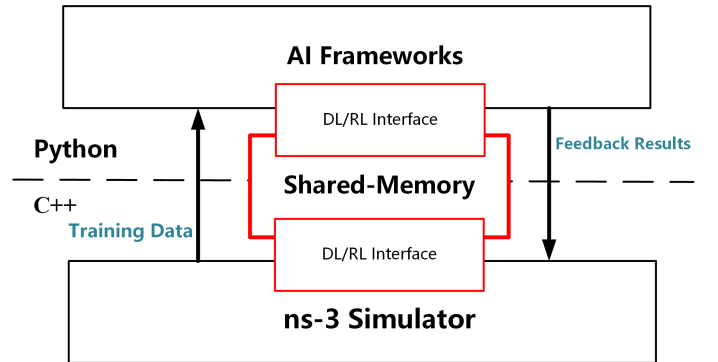 AI Frameworks
DL/RL Interface
Feedback Results
Python
Shared-Memory
C++
Training Data
DL/RL Interface
ns-3 Simulator